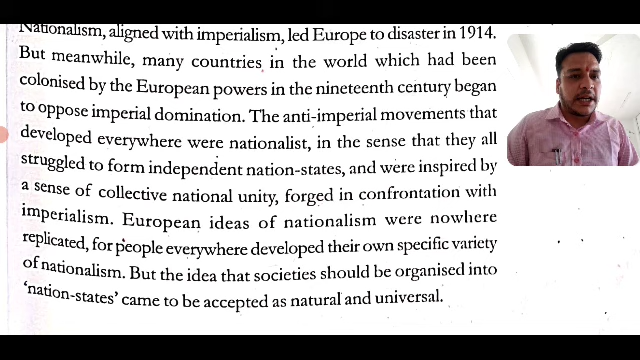 Nationalism, aligned with imperialism, led Europe to disaster in 1914.
But meanwhile, many countries in the world which had been
colonised by the European powers in the nineteenth century began
to oppose imperial domination. The anti-imperial movements that
developed everywhere were nationalist, in the sense that they all
struggled to form independent nation-states, and were inspired by
a sense of collective national unity, forged in confrontation with
imperialism. European ideas of nationalism were nowhere
replicated, for people everywhere developed their own specific variety
of nationalism. But the idea that societies should be organised into
'nation-states' came to be accepted as natural and universal.